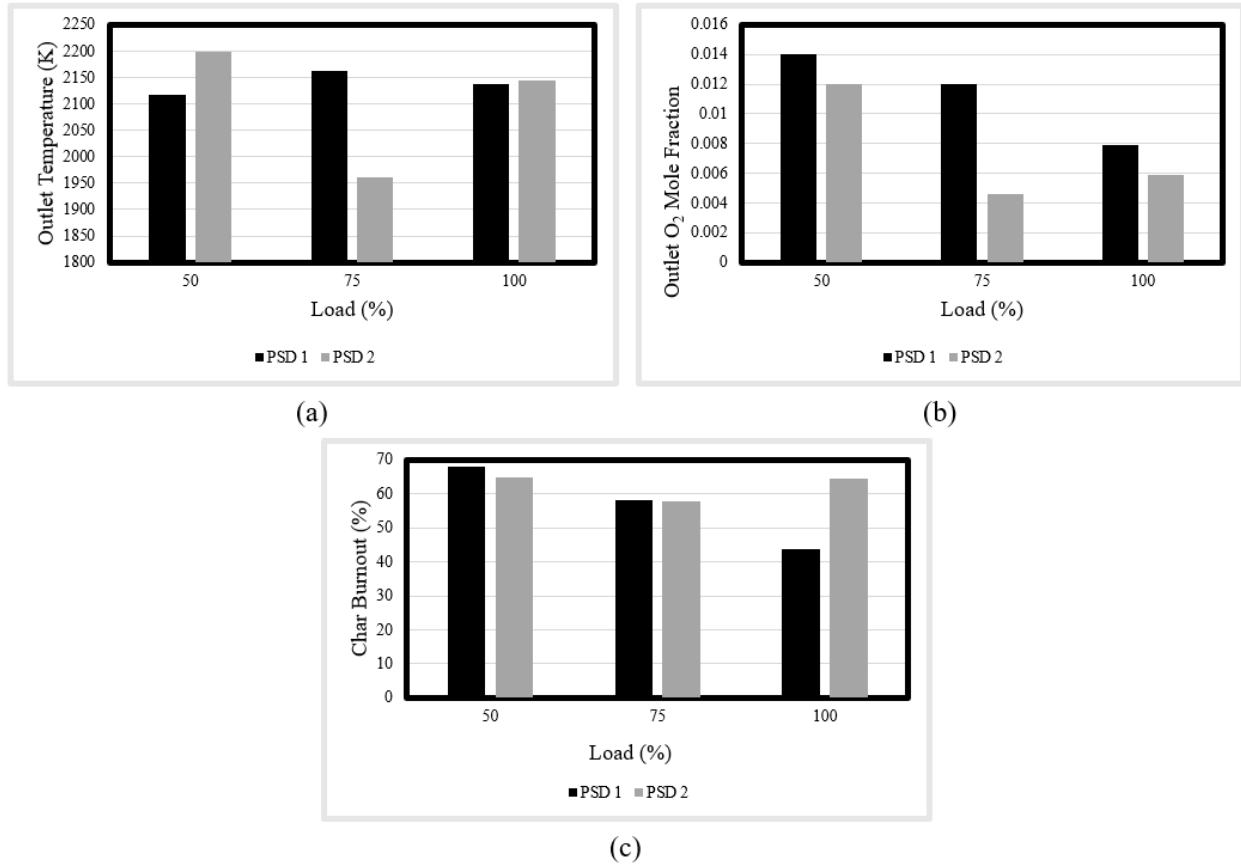 2250
2200
2150
2100
2050
2000
1950
1900
1850
1800
Outlet Temperature (K)
50 75 100
Load (%)
PSD 1 PSD 2
(a)
0.016
0.014
0.012
0.01
0.008
0.006
0.004
0.002
0
Outlet O₂ Mole Fraction
50 75 100
Load (%)
PSD 1 PSD 2
(b)
70
60
50
40
30
20
10
0
Char Burnout (%)
50 75 100
Load (%)
PSD 1 PSD 2
(c)